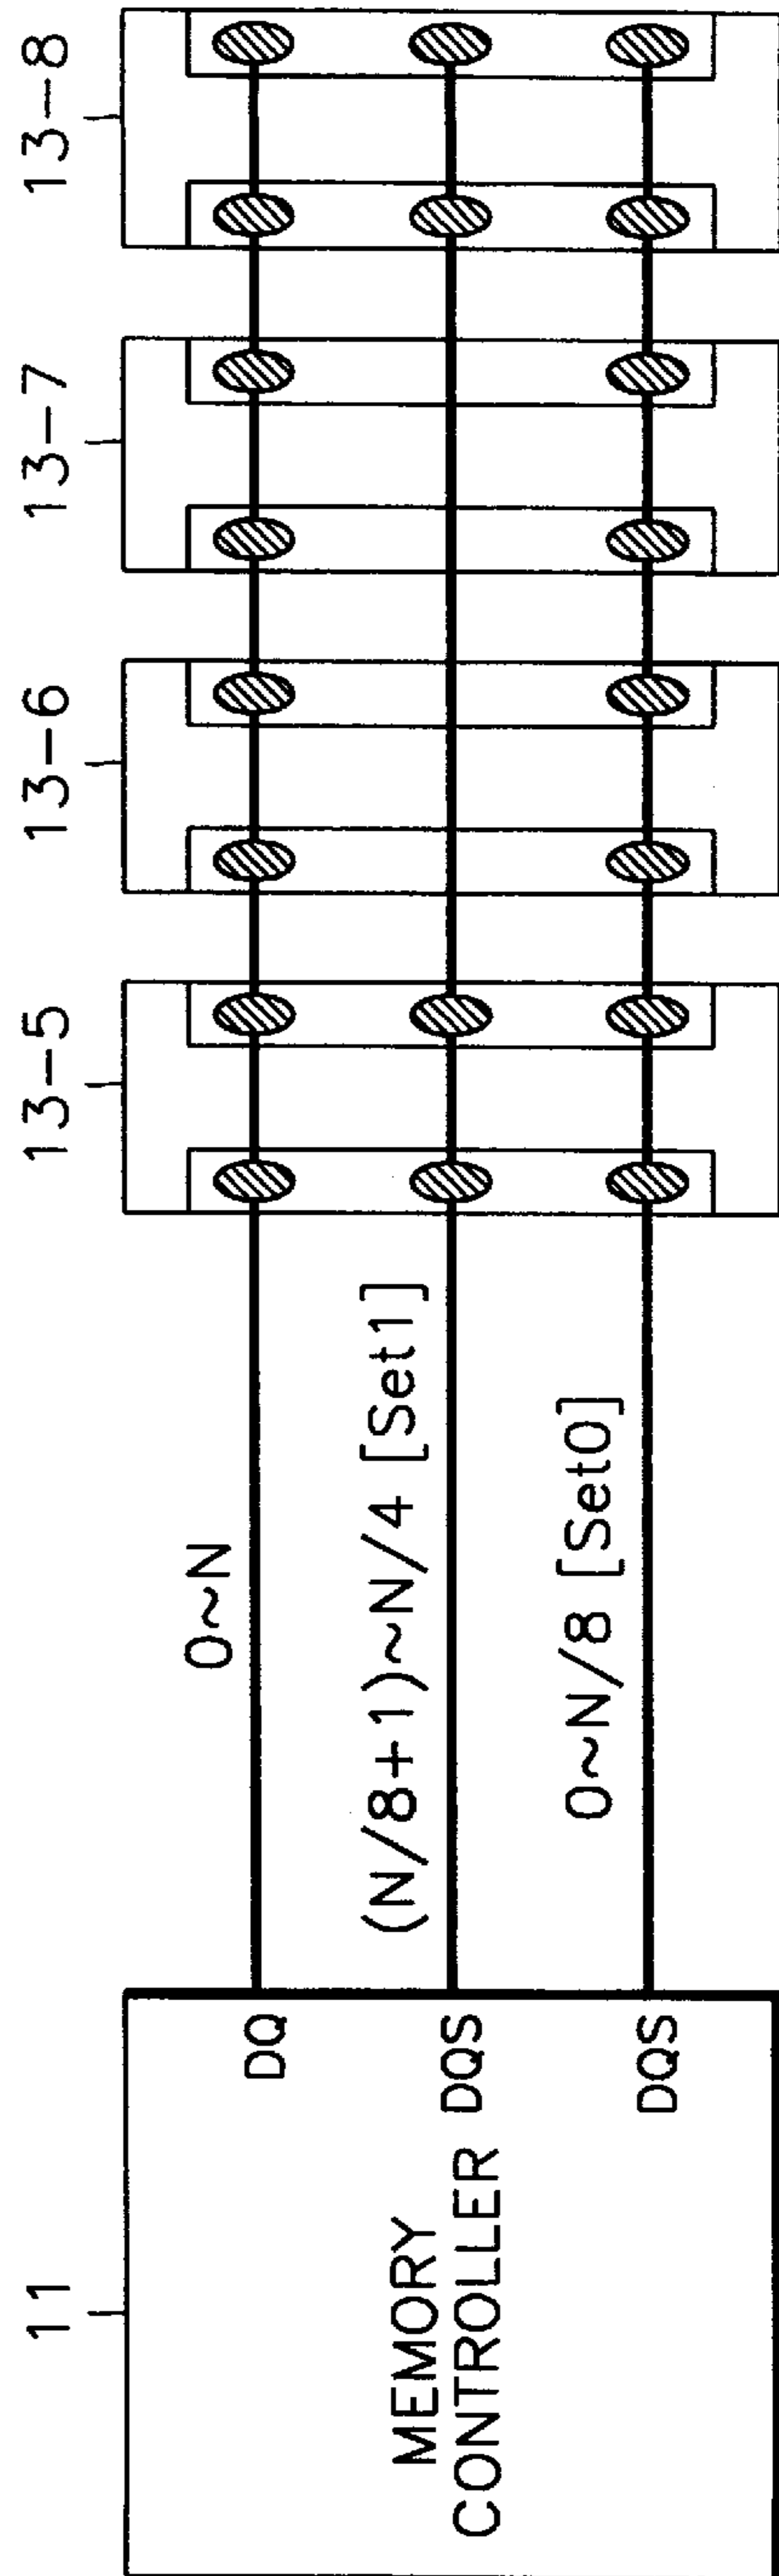 11
13-5
13-6
13-7
13-8
MEMORY
CONTROLLER
DQ
DQS
DQS
0~N
(N/8+1)~N/4 [Set1]
0~N/8 [Set0]